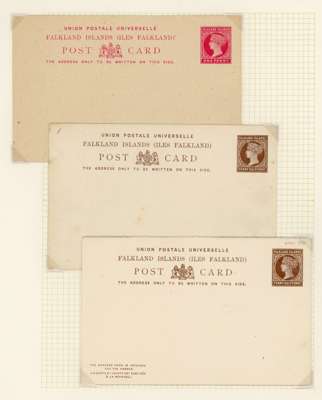 UNION POSTALE UNIVERSELLE
FALKLAND ISLANDS (ILES FALKLAND)
POST CARD
THE ADDRESS ONLY TO BE WRITTEN ON THIS SIDE.
ONE PENNY
UNION POSTALE UNIVERSELLE
FALKLAND ISLANDS (ILES FALKLAND)
POST CARD
THE ADDRESS ONLY TO BE WRITTEN ON THIS SIDE.
UNION POSTALE UNIVERSELLE
FALKLAND ISLANDS (ILES FALKLAND)
POST CARD
THE ADDRESS ONLY TO BE WRITTEN ON THIS SIDE.